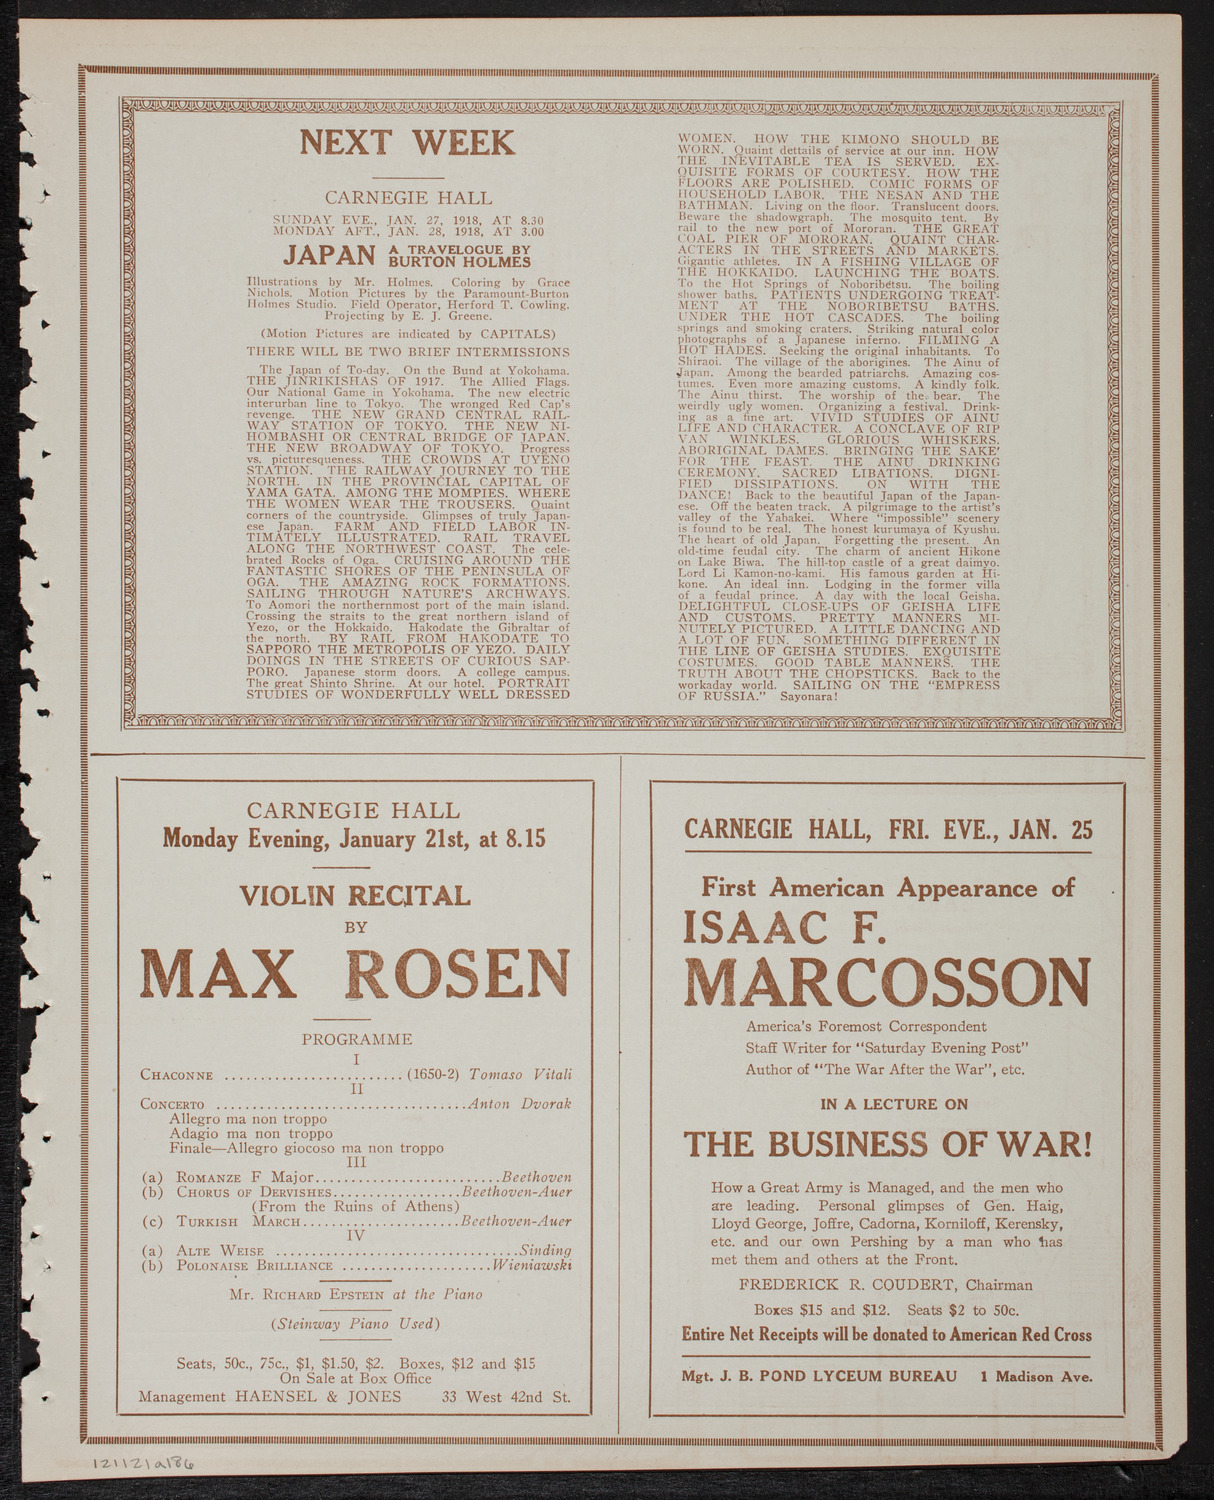 NEXT WEEK
CARNEGIE HALL
SUNDAY EVE., JAN. 27, 1918, AT 8.30
MONDAY AFT., JAN. 28, 1918, AT 3.00
JAPAN A TRAVELOGUE BY
BURTON HOLMES
Illustrations by Mr. Holmes. Coloring by Grace
Nichols. Motion Pictures by the Paramount-Burton
Holmes Studio. Field Operator, Herford T. Cowling.
Projecting by E. J. Greene.
(Motion Pictures are indicated by CAPITALS)
THERE WILL BE TWO BRIEF INTERMISSIONS
The Japan of To-day. On the Bund at Yokohama.
THE JINRIKISHAS OF 1917. The Allied Flags.
Our National Game in Yokohama. The new electric
interurban line to Tokyo. The wronged Red Cap's
revenge. THE NEW GRAND CENTRAL RAIL-
WAY STATION OF TOKYO. THE NEW NI-
HOMBASHI OR CENTRAL BRIDGE OF JAPAN.
THE NEW BROADWAY OF TOKYO. Progress
vs. picturesqueness. THE CROWDS AT UYENO
STATION. THE RAILWAY JOURNEY TO THE
NORTH. IN THE PROVINCIAL CAPITAL OF
YAMA GATA. AMONG THE MOMPIES. WHERE
THE WOMEN WEAR THE TROUSERS. Quaint
corners of the countryside. Glimpses of truly Japan-
ese Japan. FARM AND FIELD LABOR IN-
TIMATELY ILLUSTRATED. RAIL TRAVEL
ALONG THE NORTHWEST COAST. The cele-
brated Rocks of Oga. CRUISING AROUND THE
FANTASTIC SHORES OF THE PENINSULA OF
OGA. THE AMAZING ROCK FORMATIONS.
SAILING THROUGH NATURE'S ARCHWAYS.
To Aomori the northernmost port of the main island.
Crossing the straits to the great northern island of
Yezo, or the Hokkaido. Hakodate the Gibraltar of
the north. BY RAIL FROM HAKODATE TO
SAPPORO THE METROPOLIS OF YEZO. DAILY
DOINGS IN THE STREETS OF CURIOUS SAP-
PORO. Japanese storm doors. A college campus.
The great Shinto Shrine. At our hotel. PORTRAIT
STUDIES OF WONDERFULLY WELL DRESSED
WOMEN. HOW THE KIMONO SHOULD BE
WORN. Quaint dettails of service at our inn. HOW
THE INEVITABLE TEA IS SERVED. EX-
QUISITE FORMS OF COURTESY. HOW THE
FLOORS ARE POLISHED. COMIC FORMS OF
HOUSEHOLD LABOR. THE NESAN AND THE
BATHMAN. Living on the floor. Translucent doors.
Beware the shadowgraph. The mosquito tent. By
rail to the new port of Mororan. THE GREAT
COAL PIER OF MORORAN. QUAINT CHAR-
ACTERS IN THE STREETS AND MARKETS.
Gigantic athletes. IN A FISHING VILLAGE OF
THE HOKKAIDO. LAUNCHING THE BOATS.
To the Hot Springs of Noboribetsu. The boiling
shower baths. PATIENTS UNDERGOING TREAT-
MENT AT THE NOBORIBETSU BATHS.
UNDER THE HOT CASCADES. The boiling
springs and smoking craters. Striking natural color
photographs of a Japanese inferno. FILMING A
HOT HADES. Seeking the original inhabitants. To
Shiraoi. The village of the aborigines. The Ainu of
Japan. Among the bearded patriarchs. Amazing cos-
tumes. Even more amazing customs. A kindly folk.
The Ainu thirst. The worship of the bear. The
weirdly ugly women. Organizing a festival. Drink-
ing as a fine art. VIVID STUDIES OF AINU
LIFE AND CHARACTER. A CONCLAVE OF RIP
VAN WINKLES. GLORIOUS WHISKERS.
ABORIGINAL DAMES. BRINGING THE SAKE'
FOR THE FEAST. THE AINU DRINKING
CEREMONY. SACRED LIBATIONS. DIGNI-
FIED DISSIPATIONS. ON WITH THE
DANCE! Back to the beautiful Japan of the Japan-
ese. Off the beaten track. A pilgrimage to the artist's
valley of the Yabakei. Where "impossible" scenery
is found to be real. The honest kurumaya of Kyushu.
The heart of old Japan. Forgetting the present. An
old-time feudal city. The charm of ancient Hikone
on Lake Biwa. The hill-top castle of a great daimyo.
Lord Li Kamon-no-kami. His famous garden at Hi-
kone. An ideal inn. Lodging in the former villa
of a feudal prince. A day with the local Geisha.
DELIGHTFUL CLOSE-UPS OF GEISHA LIFE
AND CUSTOMS. PRETTY MANNERS MI-
NUTELY PICTURED. A LITTLE DANCING AND
A LOT OF FUN. SOMETHING DIFFERENT IN
THE LINE OF GEISHA STUDIES. EXQUISITE
COSTUMES. GOOD TABLE MANNERS. THE
TRUTH ABOUT THE CHOPSTICKS. Back to the
workaday world. SAILING ON THE "EMPRESS
OF RUSSIA." Sayonara!
CARNEGIE HALL
Monday Evening, January 21st, at 8.15
VIOLIN RECITAL
BY
MAX ROSEN
PROGRAMME
I
CHACONNE ......................... (1650-2) Tomaso Vitali
II
CONCERTO ...................................Anton Dvorak
Allegro ma non troppo
Adagio ma non troppo
Finale—Allegro giocoso ma non troppo
III
(a) ROMANZE F Major..........................Beethoven
(b) CHORUS OF DERVISHES..................Beethoven-Auer
(From the Ruins of Athens)
(c) TURKISH MARCH......................Beethoven-Auer
IV
(a) ALTE WEISE ..................................Sinding
(b) POLONAISE BRILLIANCE .....................Wieniawski
Mr. RICHARD EPSTEIN at the Piano
(Steinway Piano Used)
Seats, 50c., 75c., $1, $1.50, $2. Boxes, $12 and $15
On Sale at Box Office
Management HAENSEL & JONES 33 West 42nd St.
CARNEGIE HALL, FRI. EVE., JAN. 25
First American Appearance of
ISAAC F.
MARCOSSON
America's Foremost Correspondent
Staff Writer for "Saturday Evening Post"
Author of "The War After the War", etc.
IN A LECTURE ON
THE BUSINESS OF WAR!
How a Great Army is Managed, and the men who
are leading. Personal glimpses of Gen. Haig,
Lloyd George, Joffre, Cadorna, Korniloff, Kerensky,
etc. and our own Pershing by a man who has
met them and others at the Front.
FREDERICK R. COUDERT, Chairman
Boxes $15 and $12. Seats $2 to 50c.
Entire Net Receipts will be donated to American Red Cross
Mgt. J. B. POND LYCEUM BUREAU 1 Madison Ave.
1211219186